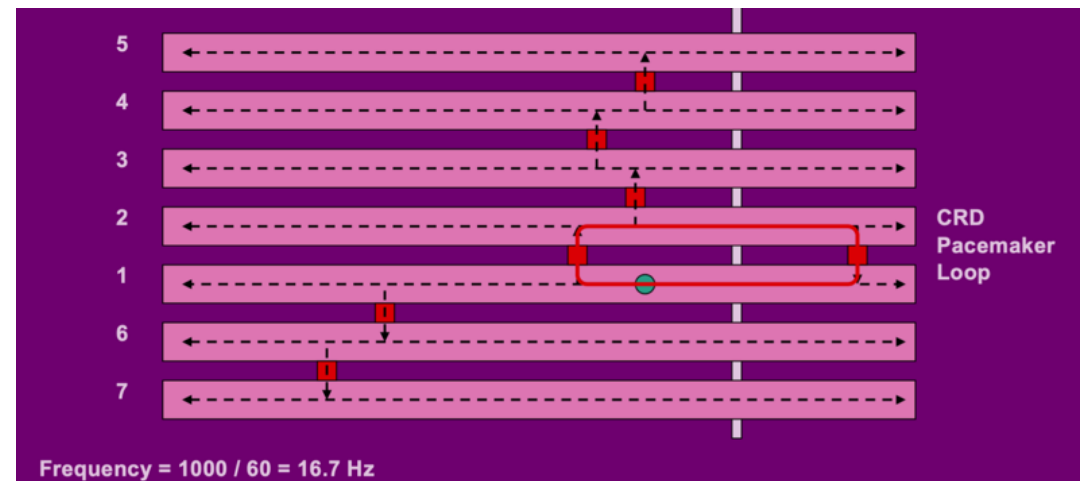 5
4
3
2
1
6
7
CRD
Pacemaker
Loop
Frequency = 1000 / 60 = 16.7 Hz